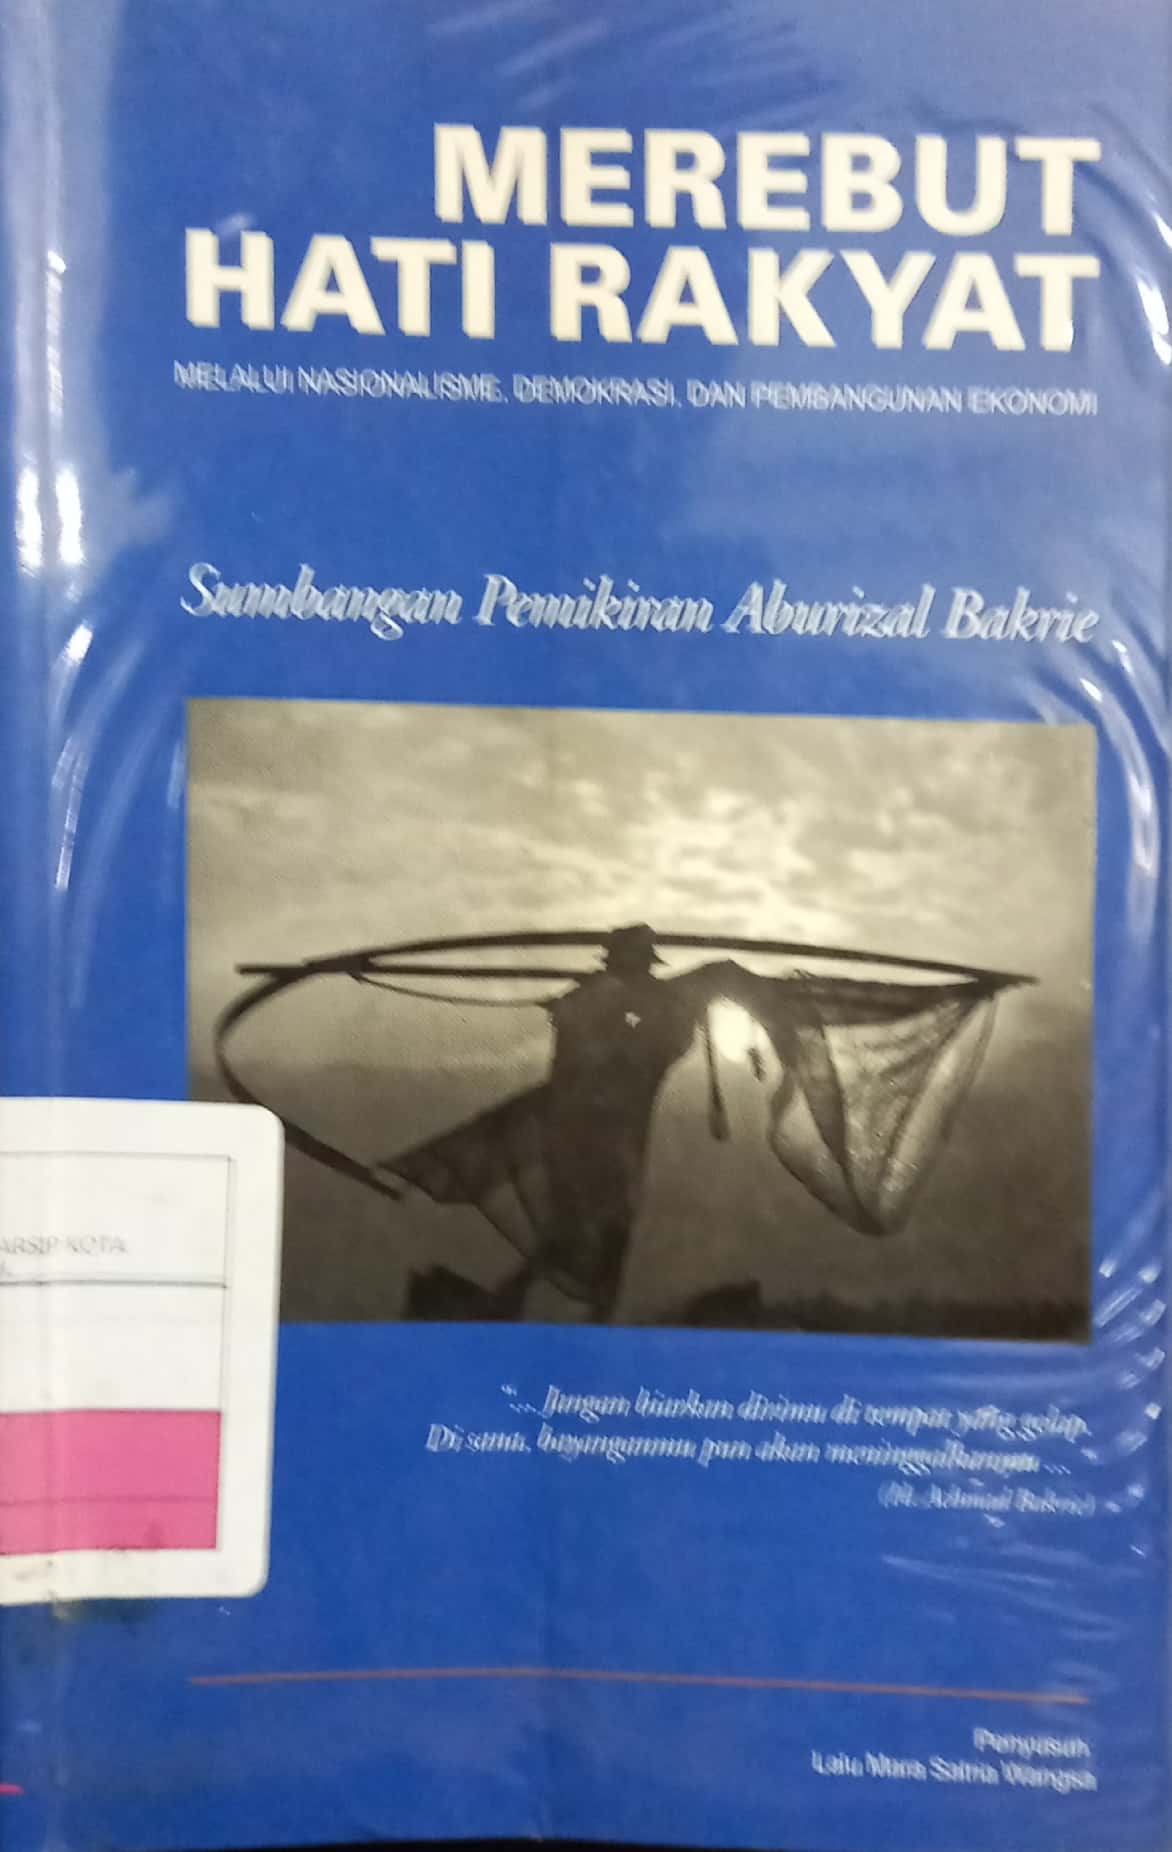 MEREBUT
HATI RAKYAT
MELALUI NASIONALISME, DEMOKRASI, DAN PEMBANGUNAN EKONOMI
Sumbangan Pemikiran Aburizal Bakrie
"... Jangan biarkan dirimu di tempat yang gelap.
Di sana, bayanganmu pun akan meninggalkanmu ... "
(H. Achmad Bakrie)
ARSIP KOTA
Penyusun
Lalu Mara Satria Wangsa